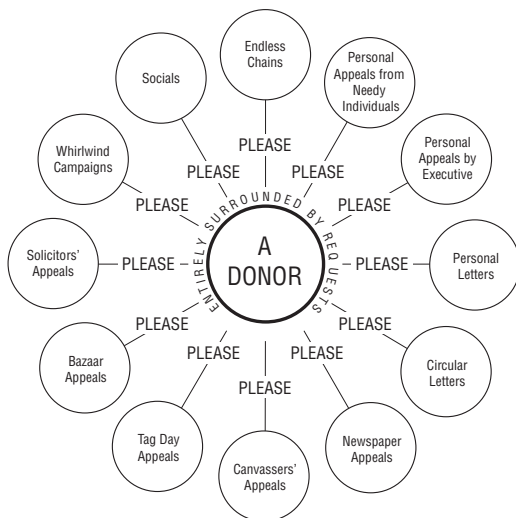 Endless
Chains
PLEASE
Personal
Appeals from
Needy
Individuals
PLEASE
Personal
Appeals by
Executive
PLEASE
Personal
Letters
PLEASE
Circular
Letters
PLEASE
Newspaper
Appeals
PLEASE
Canvassers'
Appeals
PLEASE
Tag Day
Appeals
PLEASE
Bazaar
Appeals
PLEASE
Solicitors'
Appeals
PLEASE
Whirlwind
Campaigns
PLEASE
Socials
PLEASE
ENTIRELY SURROUNDED BY REQUESTS
A
DONOR